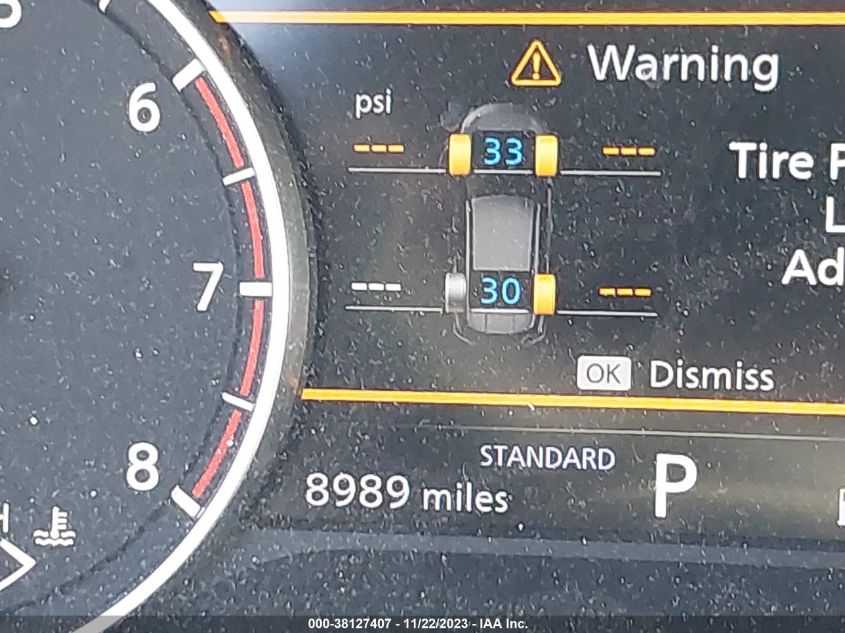 Warning
psi
--- 33 ---
Tire
--- 30 ---
OK Dismiss
STANDARD
8989 miles P
6
7
8
H
000-38127407 - 11/22/2023 - IAA Inc.